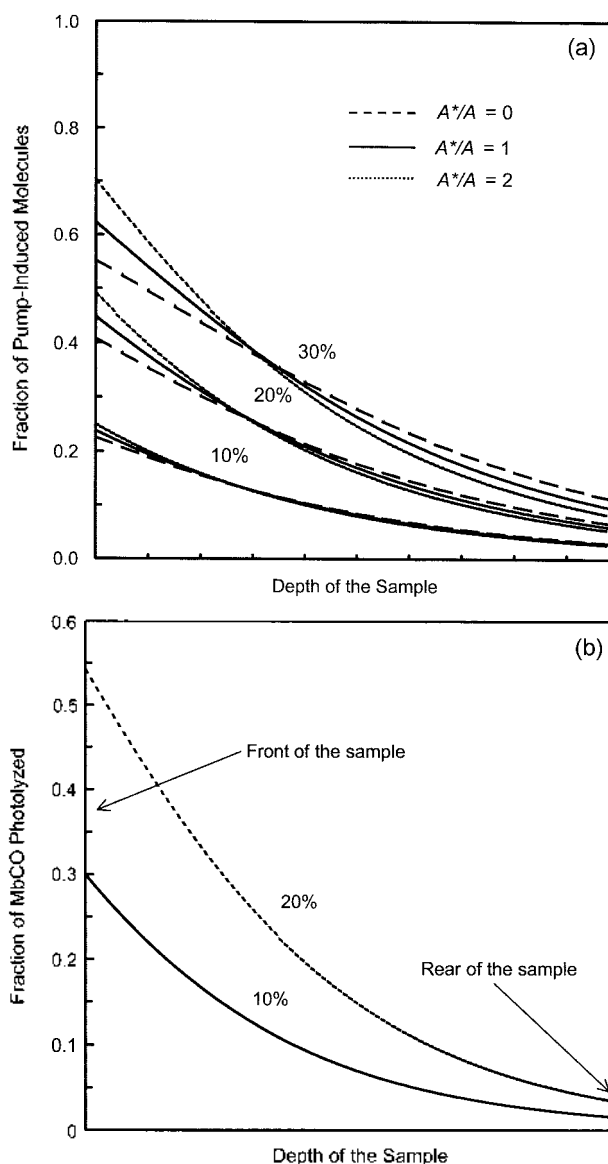 (a)
1.0
0.8
0.6
0.4
0.2
0.0
Fraction of Pump-Induced Molecules
A*/A = 0
A*/A = 1
A*/A = 2
30%
20%
10%
Depth of the Sample
(b)
0.6
0.5
0.4
0.3
0.2
0.1
0
Fraction of MbCO Photolyzed
Front of the sample
20%
10%
Rear of the sample
Depth of the Sample